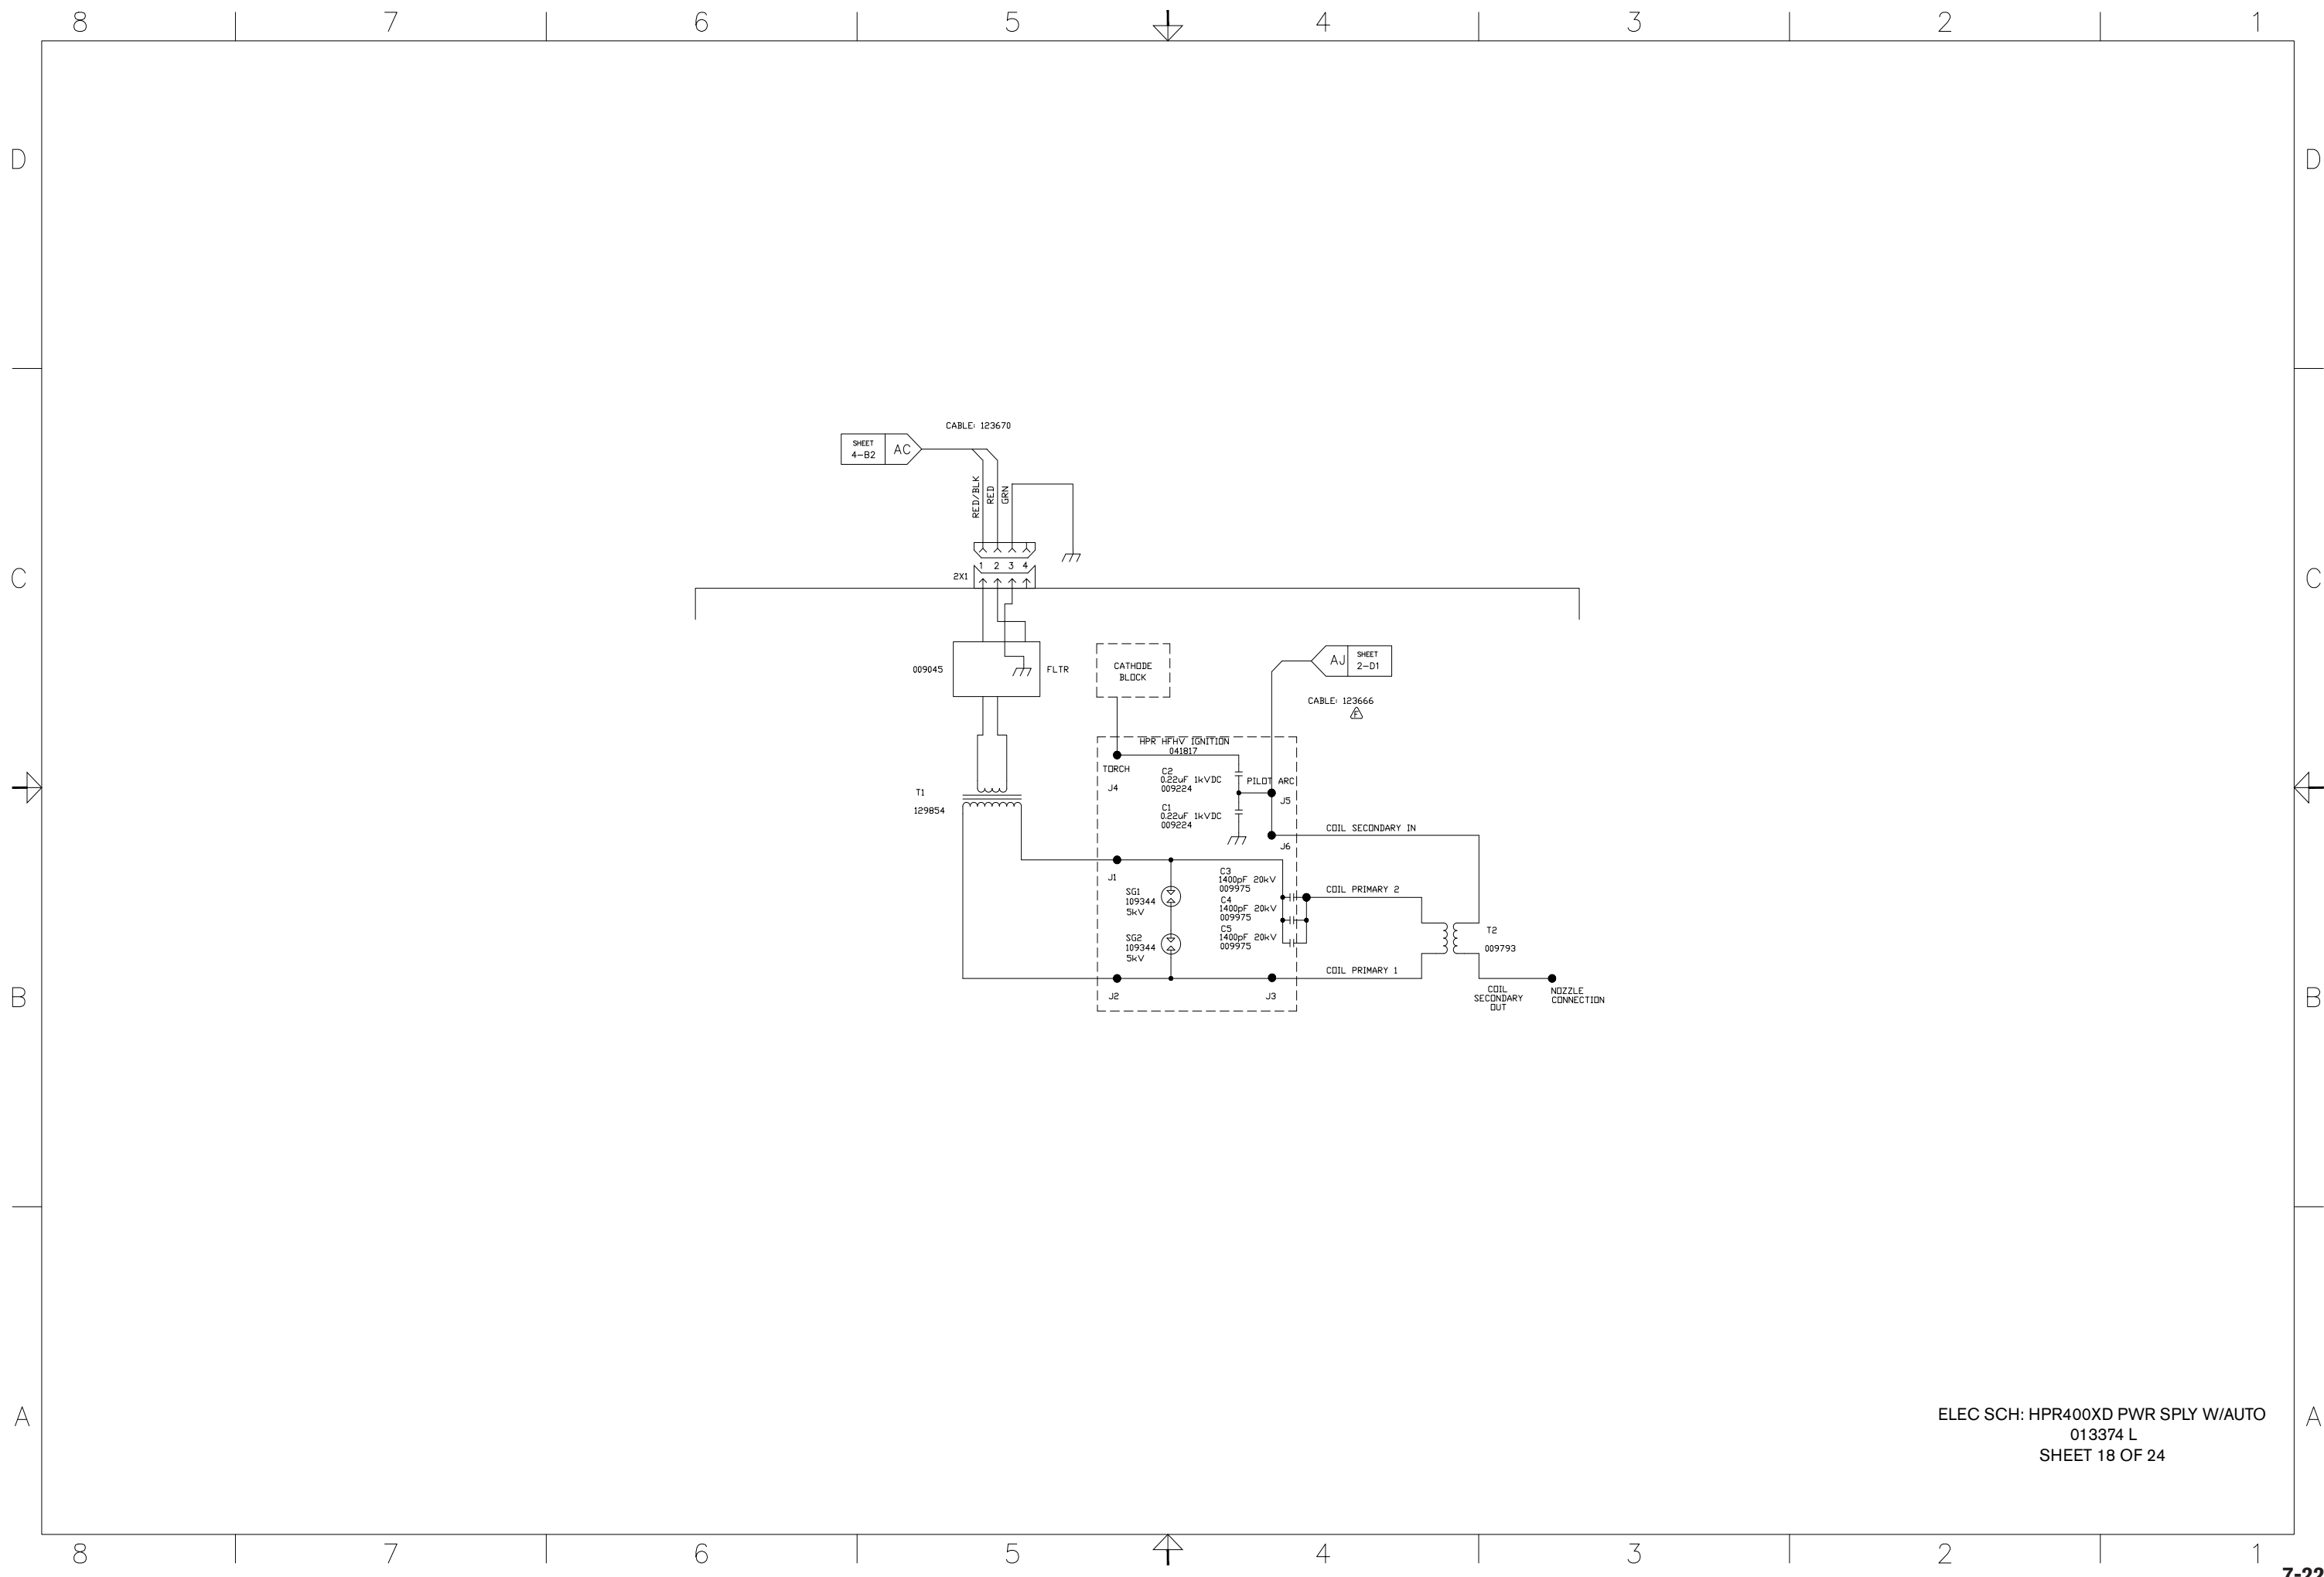 8 7 6 5 4 3 2 1
D D
CABLE: 123670
SHEET
4-B2
AC
RED/BLK
RED
GRN
C C
1 2 3 4
2X1
009045
FLTR
CATHODE
BLOCK
AJ
SHEET
2-D1
CABLE: 123666
E
HPR HFHV IGNITION
041817
TORCH
J4
C2
0.22uF 1kVDC
009224
PILOT ARC
J5
T1
129854
C1
0.22uF 1kVDC
009224
COIL SECONDARY IN
J6
J1
C3
1400pF 20kV
009975
COIL PRIMARY 2
SG1
109344
5kV
C4
1400pF 20kV
009975
C5
1400pF 20kV
009975
SG2
109344
5kV
T2
009793
COIL PRIMARY 1
J2
J3
COIL
SECONDARY
OUT
NOZZLE
CONNECTION
B B
A A
ELEC SCH: HPR400XD PWR SPLY W/AUTO
013374 L
SHEET 18 OF 24
8 7 6 5 4 3 2 1
7-22